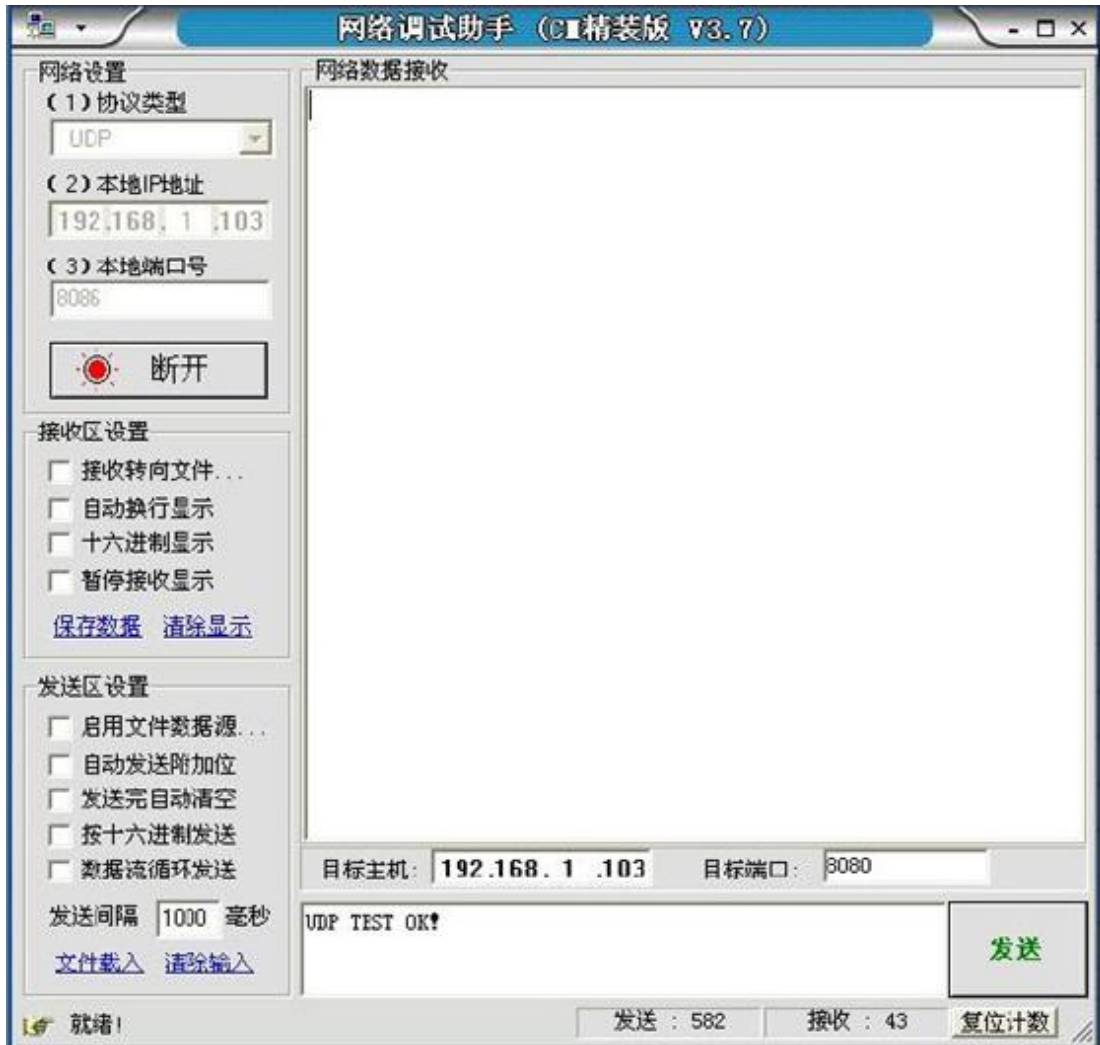 网络调试助手 (CM精装版 V3.7)
网络设置
(1)协议类型
UDP
(2)本地IP地址
192.168. 1 .103
(3)本地端口号
8086
断开
接收区设置
接收转向文件...
自动换行显示
十六进制显示
暂停接收显示
保存数据 清除显示
发送区设置
启用文件数据源...
自动发送附加位
发送完自动清空
按十六进制发送
数据流循环发送
发送间隔 1000 毫秒
文件载入 清除输入
网络数据接收
目标主机: 192.168. 1 .103 目标端口: 8080
UDP TEST OK!
发送
就绪!
发送 : 582 接收 : 43 复位计数